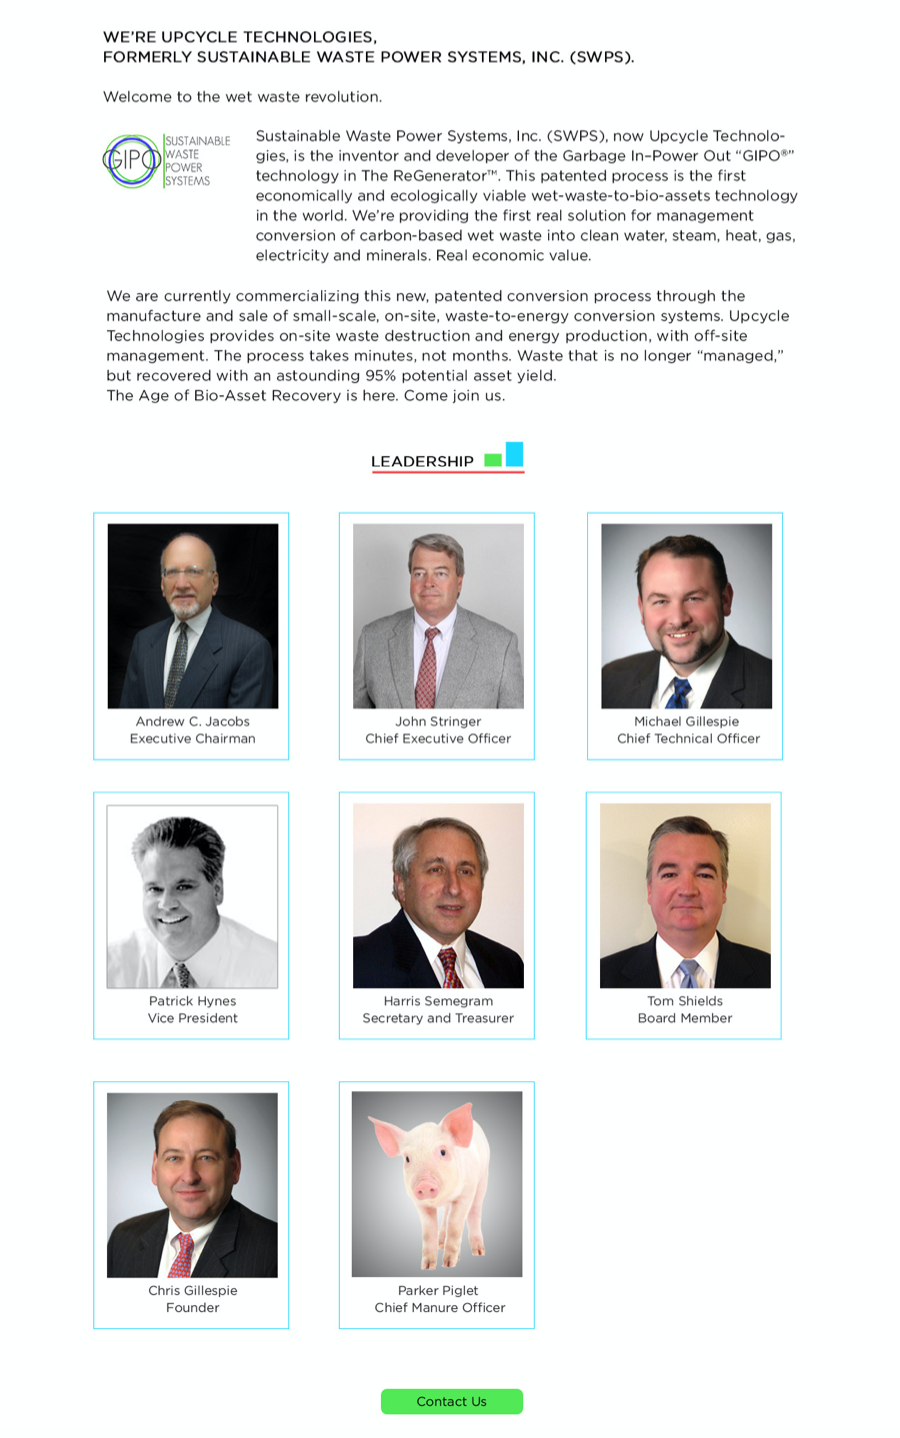 WE'RE UPCYCLE TECHNOLOGIES,
FORMERLY SUSTAINABLE WASTE POWER SYSTEMS, INC. (SWPS).
Welcome to the wet waste revolution.
GIPO
SUSTAINABLE
WASTE
POWER
SYSTEMS
Sustainable Waste Power Systems, Inc. (SWPS), now Upcycle Technolo-
gies, is the inventor and developer of the Garbage In–Power Out “GIPO®”
technology in The ReGenerator™. This patented process is the first
economically and ecologically viable wet-waste-to-bio-assets technology
in the world. We’re providing the first real solution for management
conversion of carbon-based wet waste into clean water, steam, heat, gas,
electricity and minerals. Real economic value.
We are currently commercializing this new, patented conversion process through the
manufacture and sale of small-scale, on-site, waste-to-energy conversion systems. Upcycle
Technologies provides on-site waste destruction and energy production, with off-site
management. The process takes minutes, not months. Waste that is no longer “managed,”
but recovered with an astounding 95% potential asset yield.
The Age of Bio-Asset Recovery is here. Come join us.
LEADERSHIP
Andrew C. Jacobs
Executive Chairman
John Stringer
Chief Executive Officer
Michael Gillespie
Chief Technical Officer
Patrick Hynes
Vice President
Harris Semegram
Secretary and Treasurer
Tom Shields
Board Member
Chris Gillespie
Founder
Parker Piglet
Chief Manure Officer
Contact Us